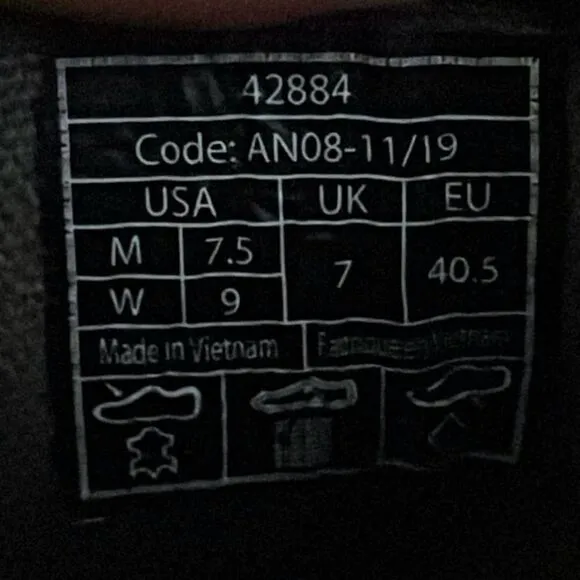 42884
Code: AN08-11/19
USA UK EU
M 7.5 7 40.5
W 9
Made in Vietnam